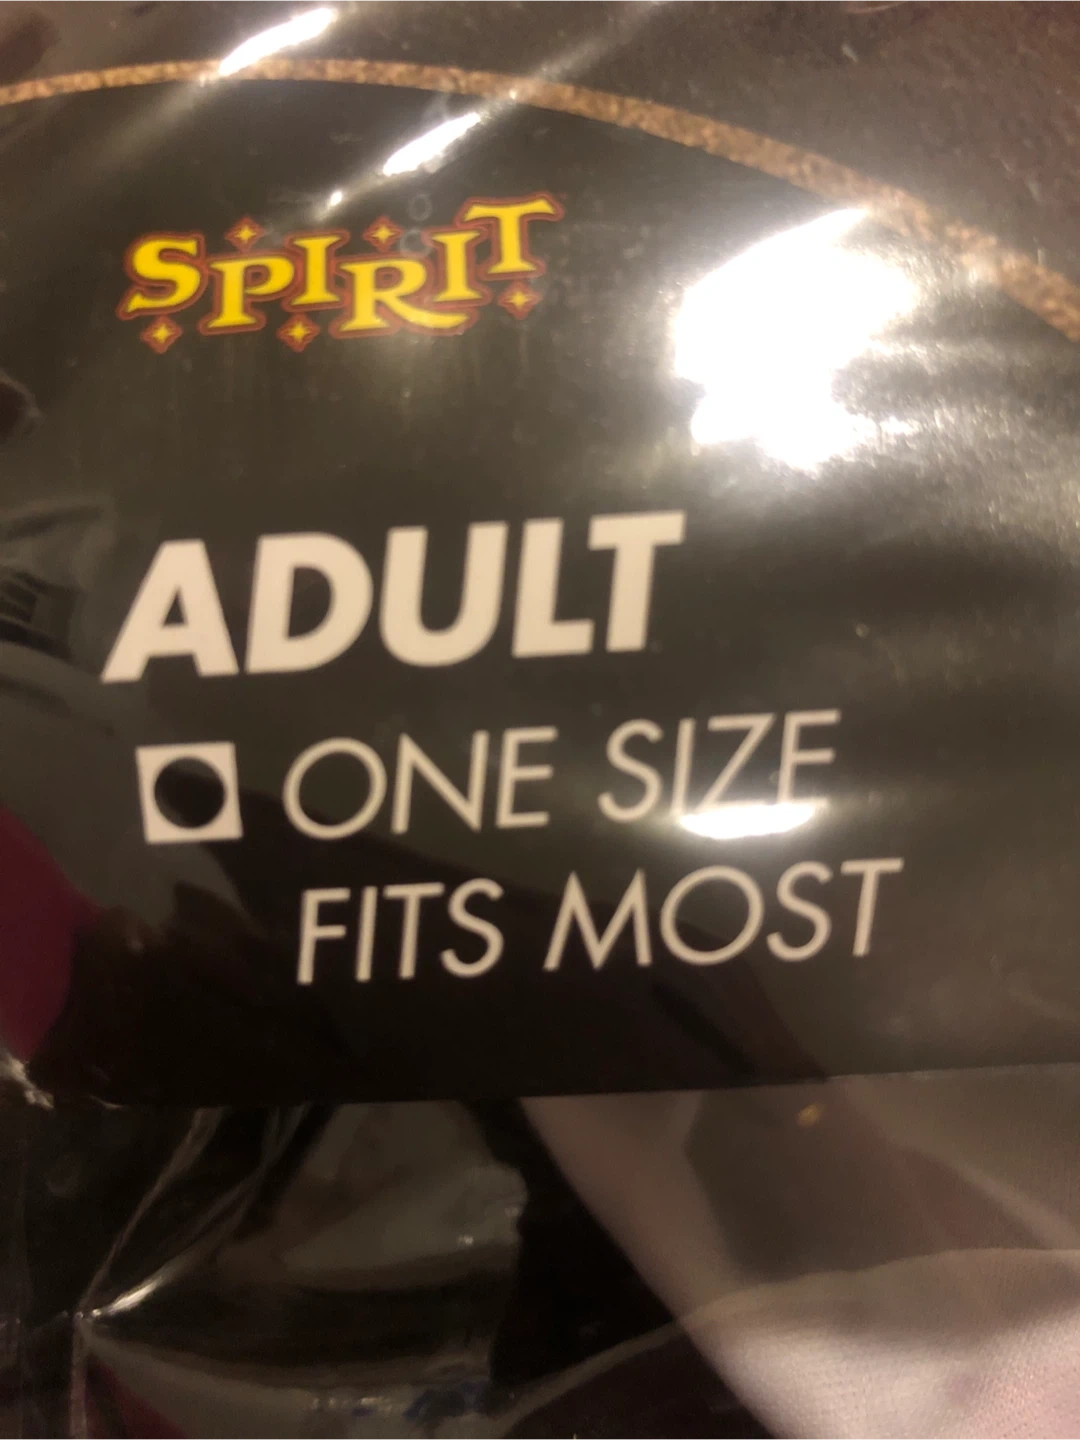 SPIRIT
ADULT
ONE SIZE
FITS MOST